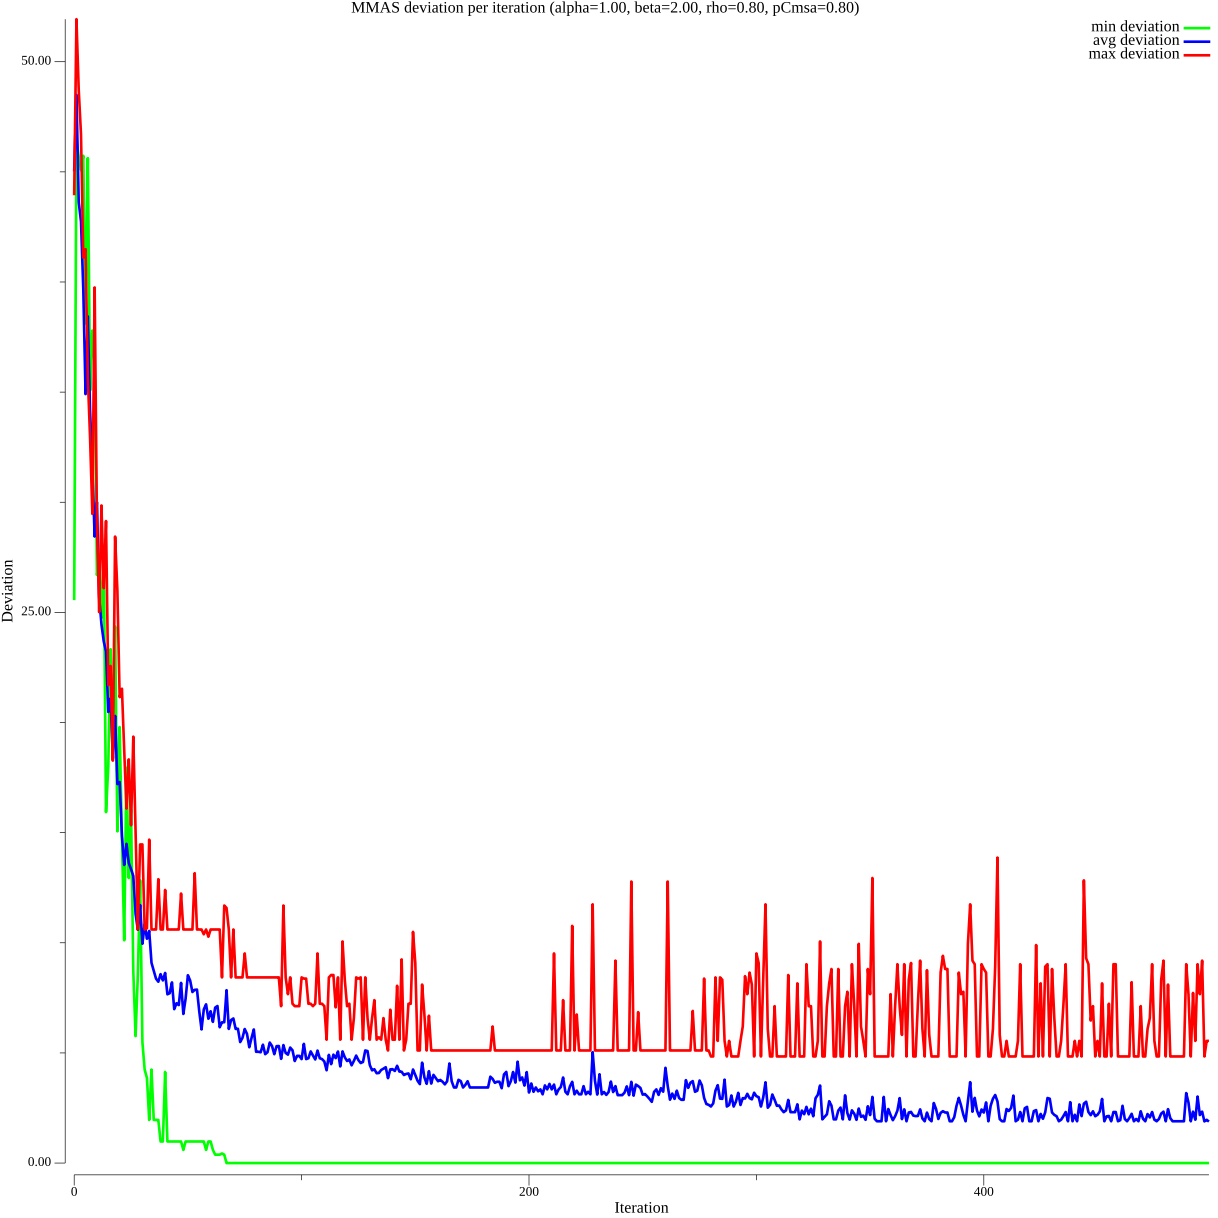 MMAS deviation per iteration (alpha=1.00, beta=2.00, rho=0.80, pCmsa=0.80)
min deviation
avg deviation
max deviation
50.00
25.00
0.00
Deviation
0
200
400
Iteration